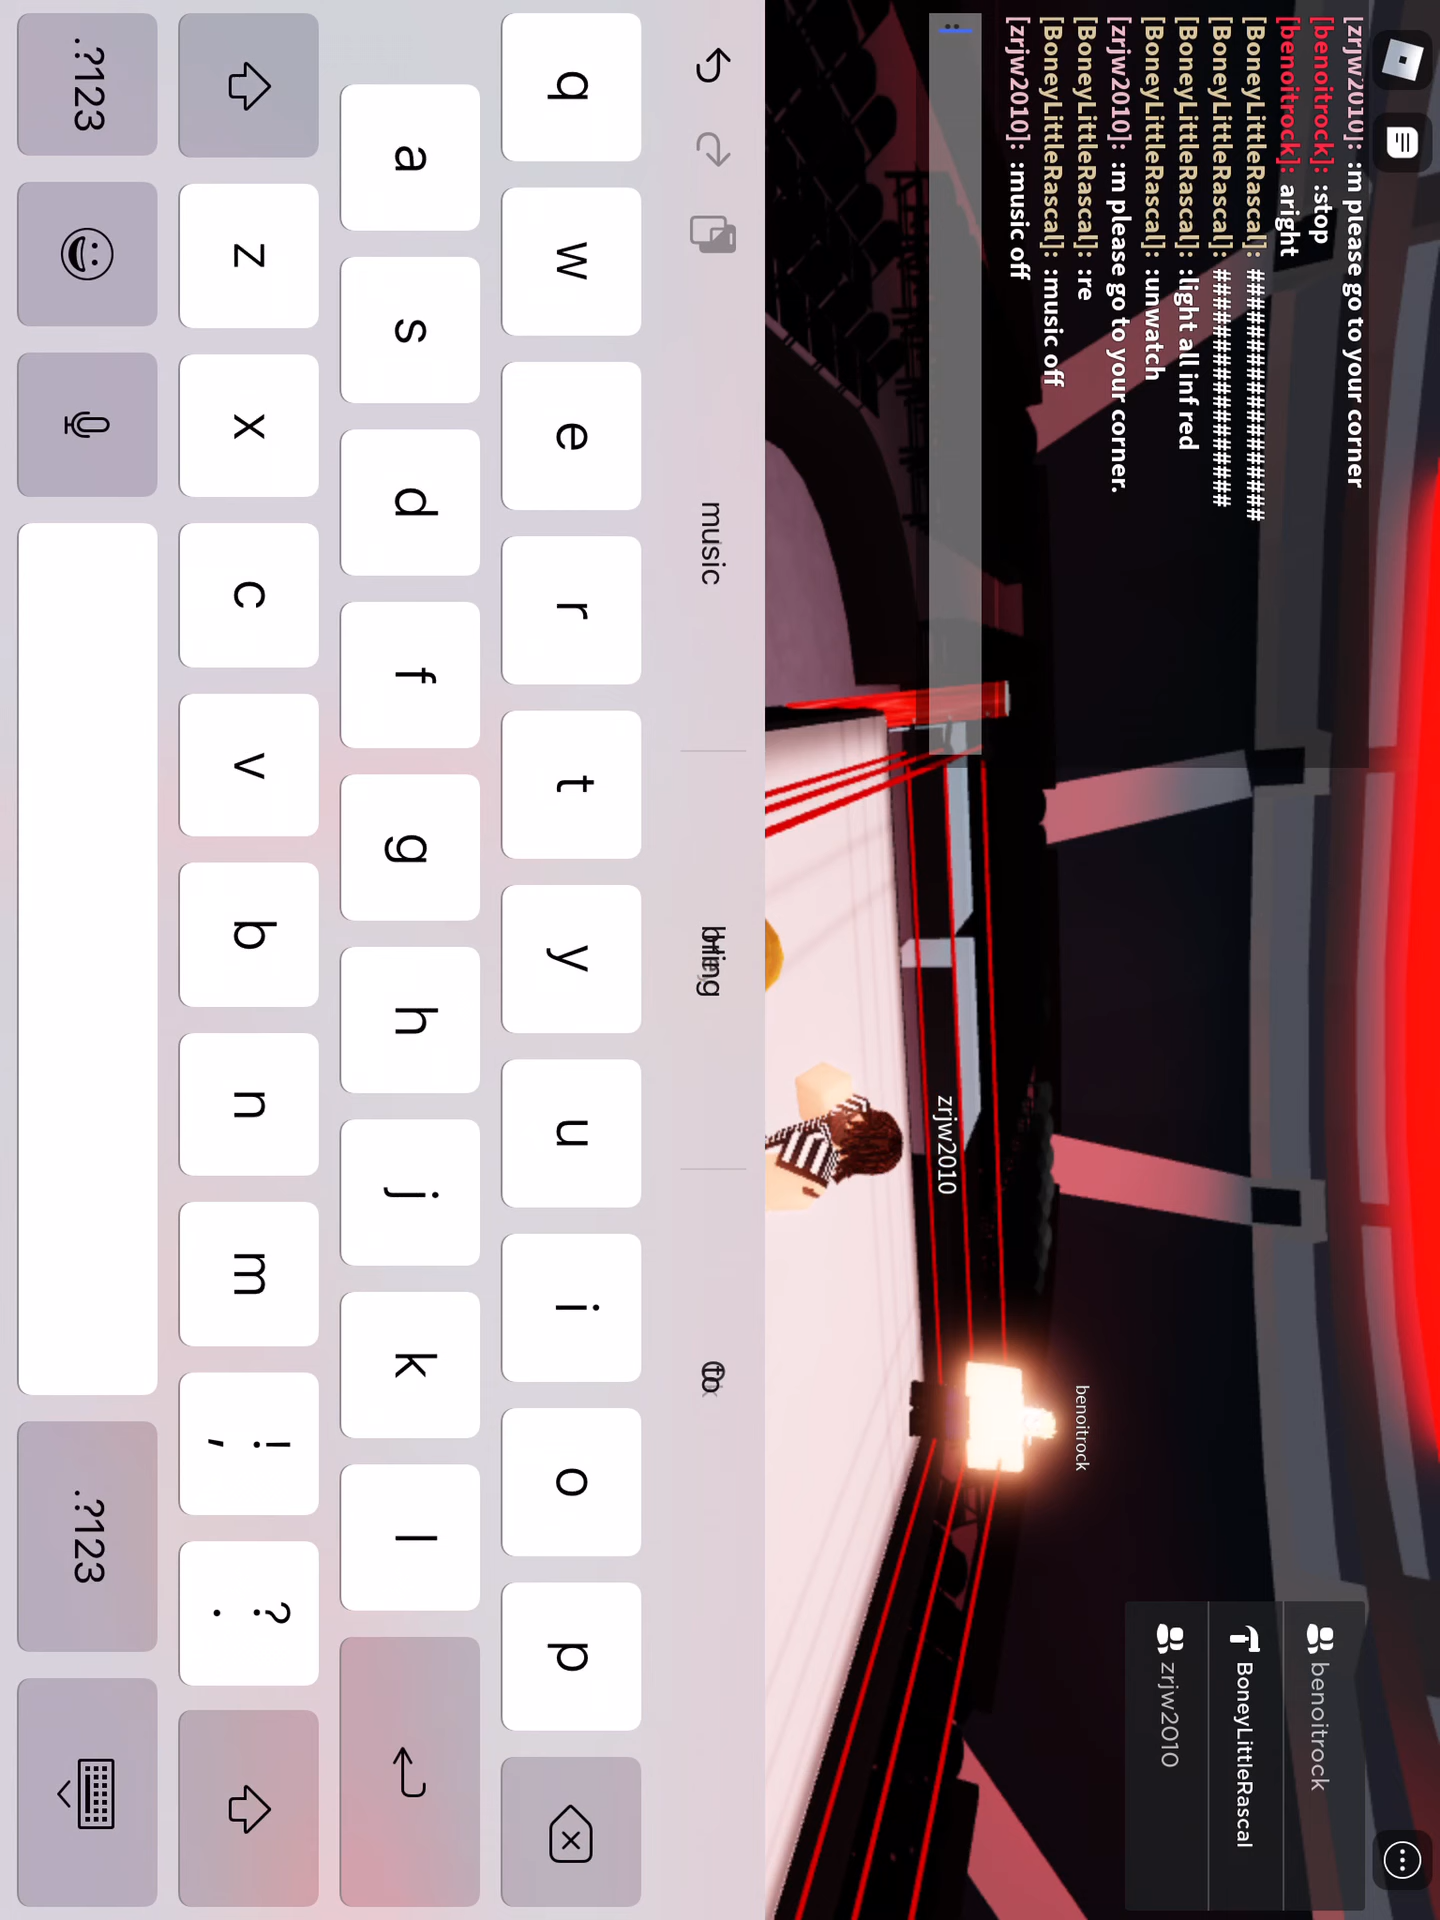 [zrjw2010]: :m please go to your corner
[benoitrock]: :stop
[benoitrock]: aright
[BoneyLittleRascal]: ##################
[BoneyLittleRascal]: #################
[BoneyLittleRascal]: :light all inf red
[BoneyLittleRascal]: :unwatch
[zrjw2010]: :m please go to your corner.
[BoneyLittleRascal]: :re
[BoneyLittleRascal]: :music off
[zrjw2010]: :music off
:
benoitrock
BoneyLittleRascal
zrjw2010
benoitrock
zrjw2010
music
q w e r t y u i o p
a s d f g h j k l
z x c v b n m ! , ? .
.?123 .?123